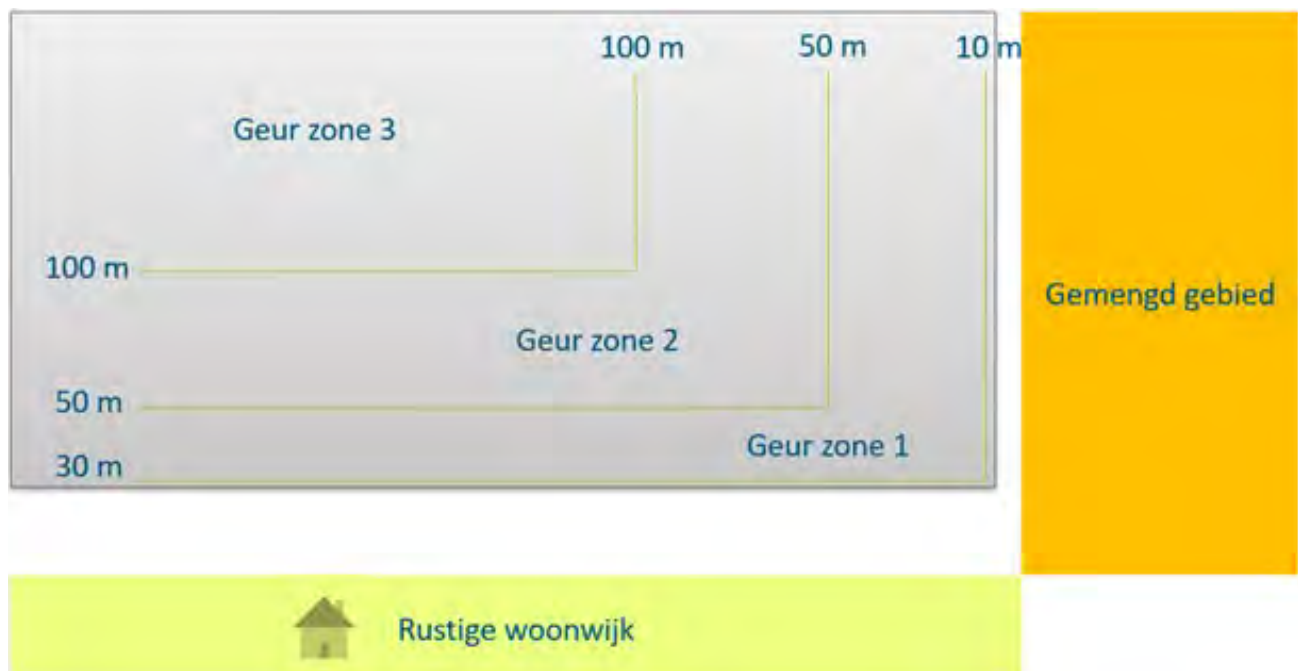 100 m
50 m
10 m
Geur zone 3
100 m
Gemengd gebied
Geur zone 2
50 m
Geur zone 1
30 m
Rustige woonwijk